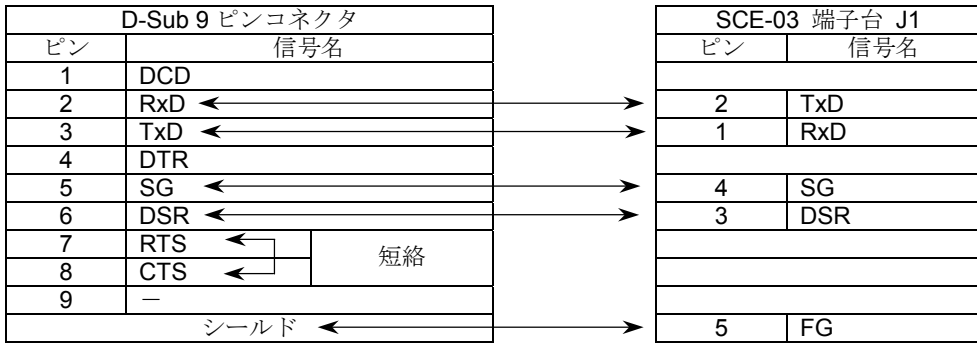 D-Sub 9 ピンコネクタ SCE-03 端子台 J1
ピン 信号名 ピン 信号名
1 DCD
2 RxD 2 TxD
3 TxD 1 RxD
4 DTR
5 SG 4 SG
6 DSR 3 DSR
7 RTS 短絡
8 CTS
9 －
シールド 5 FG